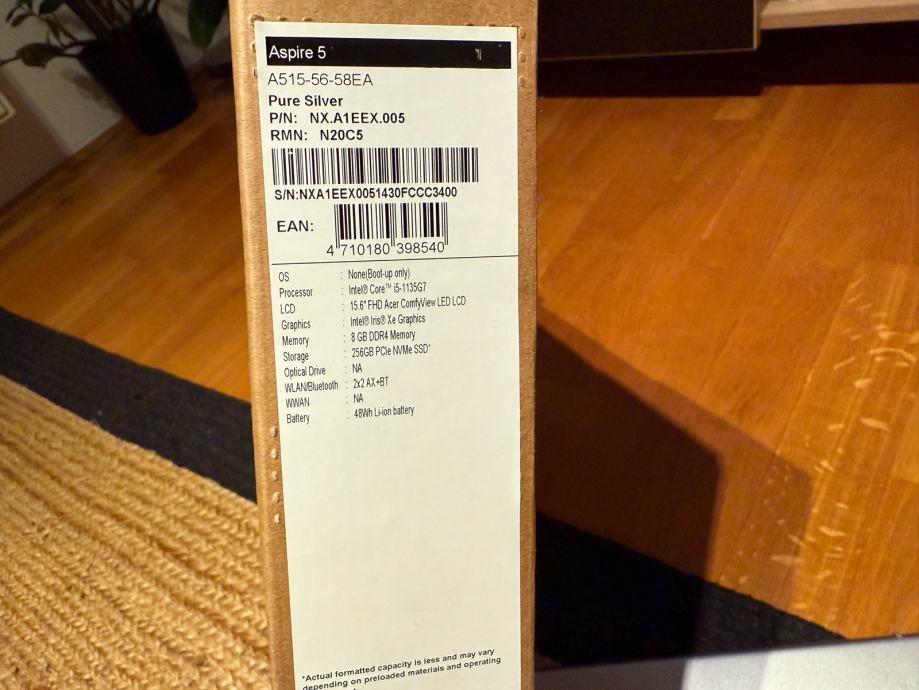 Aspire 5
A515-56-58EA
Pure Silver
P/N: NX.A1EEX.005
RMN: N20C5
S/N:NXA1EEX0051430FCCC3400
EAN:
4 710180 398540
OS : None(Boot-up only)
Processor : Intel® Core™ i5-1135G7
LCD : 15.6" FHD Acer ComfyView LED LCD
Graphics : Intel® Iris® Xe Graphics
Memory : 8 GB DDR4 Memory
Storage : 256GB PCIe NVMe SSD*
Optical Drive : NA
WLAN/Bluetooth : 2x2 AX+BT
WWAN : NA
Battery : 48Wh Li-ion battery
*Actual formatted capacity is less and may vary
depending on preloaded materials and operating